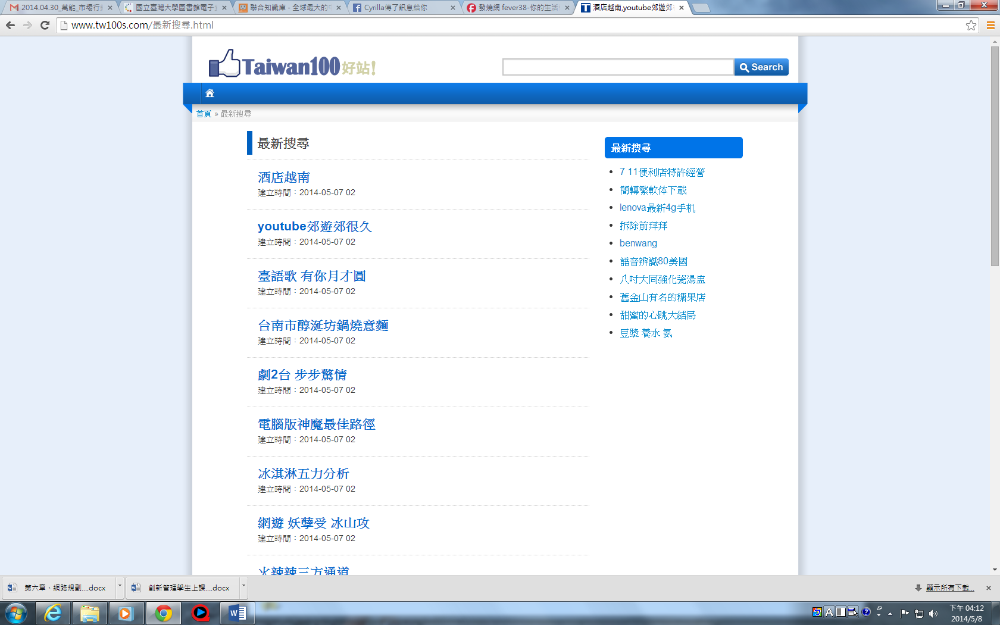 2014.04.30_萬能_市場行銷
國立臺灣大學圖書館電子資
聯合知識庫 - 全球最大的中
Cyrilla傳了訊息給你
發燒網 fever38-你的生活
酒店越南,youtube郊遊郊
www.tw100s.com/最新搜尋.html
Taiwan100好站!
Search
首頁 » 最新搜尋
最新搜尋
酒店越南
建立時間：2014-05-07 02
youtube郊遊郊很久
建立時間：2014-05-07 02
臺語歌 有你月才圓
建立時間：2014-05-07 02
台南市醇涎坊鍋燒意麵
建立時間：2014-05-07 02
劇2台 步步驚情
建立時間：2014-05-07 02
電腦版神魔最佳路徑
建立時間：2014-05-07 02
冰淇淋五力分析
建立時間：2014-05-07 02
網遊 妖孽受 冰山攻
建立時間：2014-05-07 02
火辣辣三方通道
最新搜尋
7 11便利店特許經營
簡轉繁軟体下載
lenova最新4g手机
拆除前拜拜
benwang
語音辨識80美國
八吋大同強化瓷湯盅
舊金山有名的糖果店
甜蜜的心跳大結局
豆漿 養水 氨
第六章、網路規劃....docx
創新管理學生上課....docx
顯示所有下載...
下午 04:12
2014/5/8